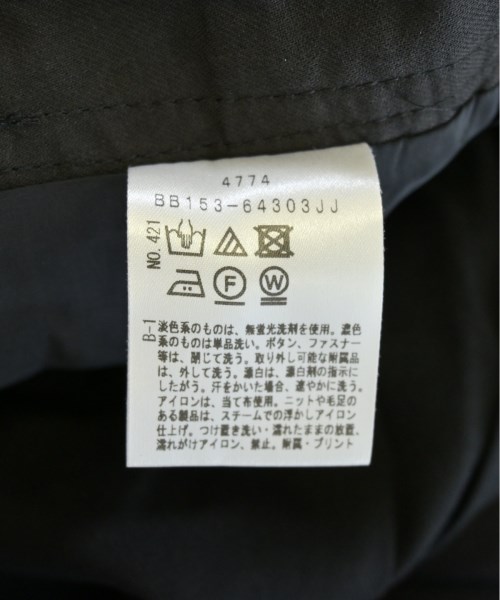 4774
BB153-64303JJ
NO.421
F
W
B-1
淡色系のものは、無蛍光洗剤を使用。濃色
系のものは単品洗い。ボタン、ファスナー
等は、閉じて洗う。取り外し可能な附属品
は、外して洗う。漂白は、漂白剤の指示に
したがう。汗をかいた場合、速やかに洗う。
アイロンは、当て布使用。ニットや毛足の
ある製品は、スチームでの浮かしアイロン
仕上げ。つけ置き洗い・濡れたままの放置、
濡れがけアイロン、禁止。附属・プリント